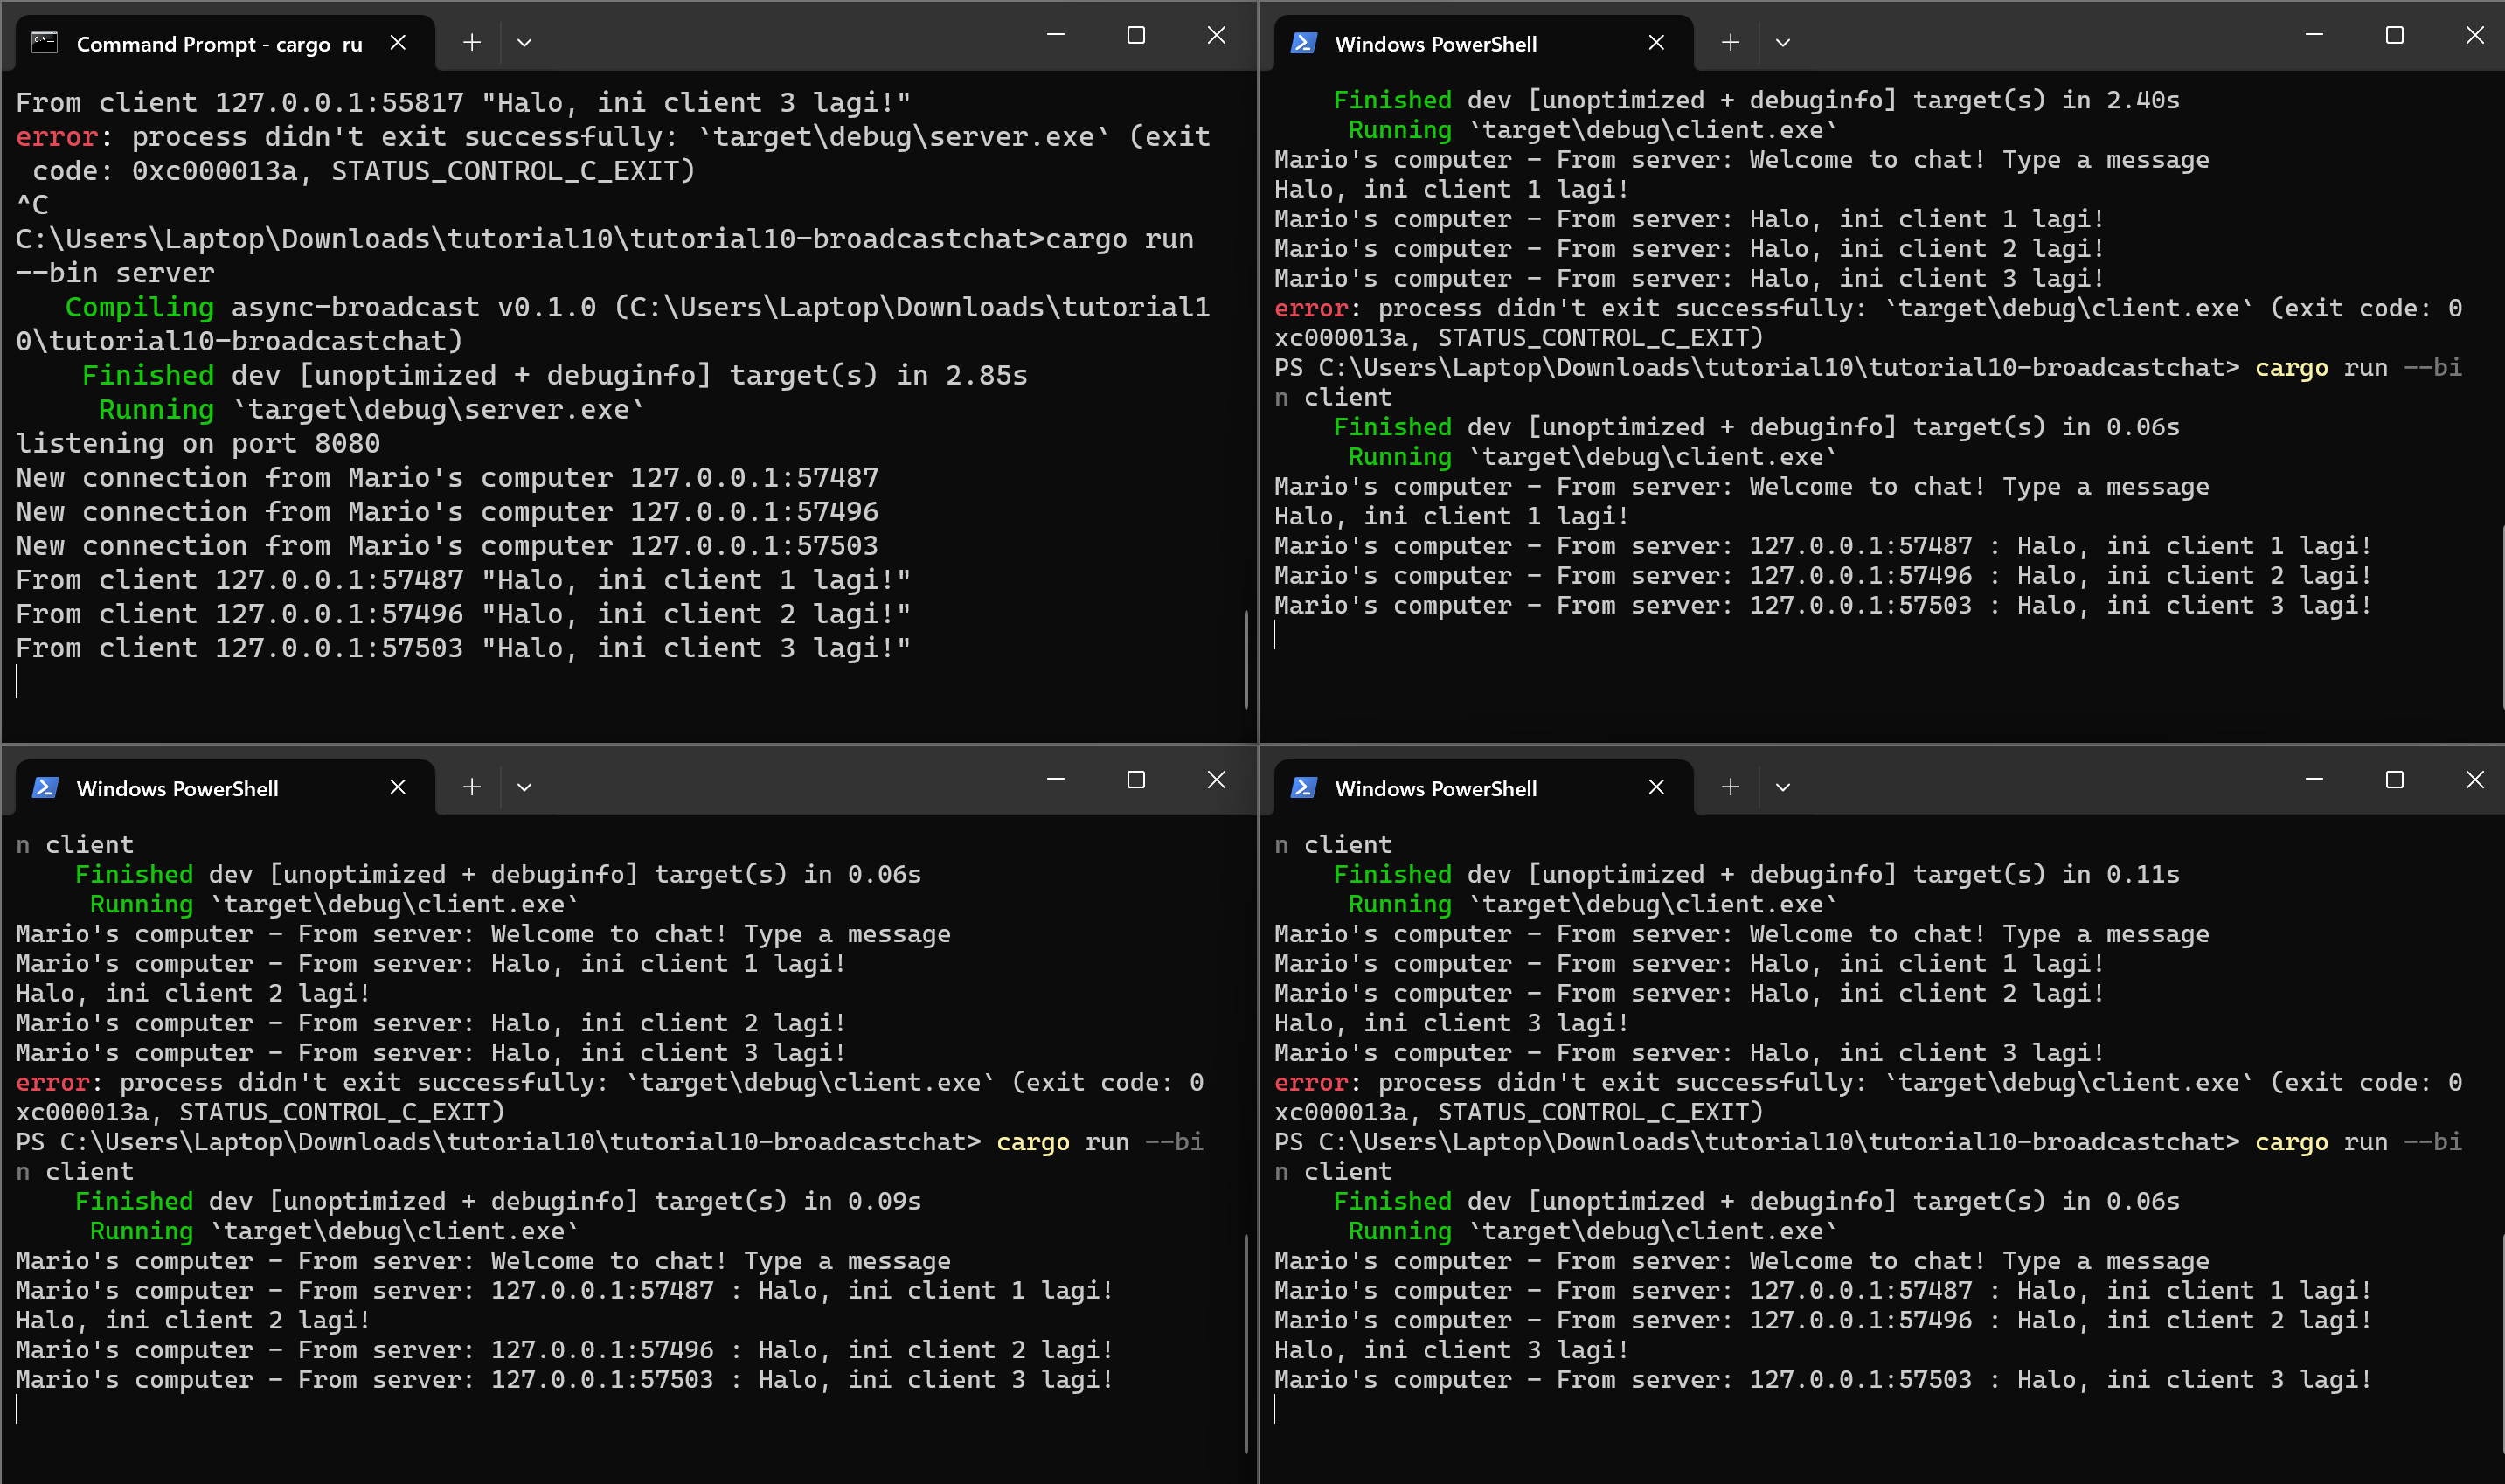 Command Prompt - cargo  ru
From client 127.0.0.1:55817 "Halo, ini client 3 lagi!"
error: process didn't exit successfully: `target\debug\server.exe` (exit
 code: 0xc000013a, STATUS_CONTROL_C_EXIT)
^C
C:\Users\Laptop\Downloads\tutorial10\tutorial10-broadcastchat>cargo run
--bin server
   Compiling async-broadcast v0.1.0 (C:\Users\Laptop\Downloads\tutorial1
0\tutorial10-broadcastchat)
    Finished dev [unoptimized + debuginfo] target(s) in 2.85s
     Running `target\debug\server.exe`
listening on port 8080
New connection from Mario's computer 127.0.0.1:57487
New connection from Mario's computer 127.0.0.1:57496
New connection from Mario's computer 127.0.0.1:57503
From client 127.0.0.1:57487 "Halo, ini client 1 lagi!"
From client 127.0.0.1:57496 "Halo, ini client 2 lagi!"
From client 127.0.0.1:57503 "Halo, ini client 3 lagi!"
Windows PowerShell
    Finished dev [unoptimized + debuginfo] target(s) in 2.40s
     Running `target\debug\client.exe`
Mario's computer - From server: Welcome to chat! Type a message
Halo, ini client 1 lagi!
Mario's computer - From server: Halo, ini client 1 lagi!
Mario's computer - From server: Halo, ini client 2 lagi!
Mario's computer - From server: Halo, ini client 3 lagi!
error: process didn't exit successfully: `target\debug\client.exe` (exit code: 0
xc000013a, STATUS_CONTROL_C_EXIT)
PS C:\Users\Laptop\Downloads\tutorial10\tutorial10-broadcastchat> cargo run --bi
n client
    Finished dev [unoptimized + debuginfo] target(s) in 0.06s
     Running `target\debug\client.exe`
Mario's computer - From server: Welcome to chat! Type a message
Halo, ini client 1 lagi!
Mario's computer - From server: 127.0.0.1:57487 : Halo, ini client 1 lagi!
Mario's computer - From server: 127.0.0.1:57496 : Halo, ini client 2 lagi!
Mario's computer - From server: 127.0.0.1:57503 : Halo, ini client 3 lagi!
Windows PowerShell
n client
    Finished dev [unoptimized + debuginfo] target(s) in 0.06s
     Running `target\debug\client.exe`
Mario's computer - From server: Welcome to chat! Type a message
Mario's computer - From server: Halo, ini client 1 lagi!
Halo, ini client 2 lagi!
Mario's computer - From server: Halo, ini client 2 lagi!
Mario's computer - From server: Halo, ini client 3 lagi!
error: process didn't exit successfully: `target\debug\client.exe` (exit code: 0
xc000013a, STATUS_CONTROL_C_EXIT)
PS C:\Users\Laptop\Downloads\tutorial10\tutorial10-broadcastchat> cargo run --bi
n client
    Finished dev [unoptimized + debuginfo] target(s) in 0.09s
     Running `target\debug\client.exe`
Mario's computer - From server: Welcome to chat! Type a message
Mario's computer - From server: 127.0.0.1:57487 : Halo, ini client 1 lagi!
Halo, ini client 2 lagi!
Mario's computer - From server: 127.0.0.1:57496 : Halo, ini client 2 lagi!
Mario's computer - From server: 127.0.0.1:57503 : Halo, ini client 3 lagi!
Windows PowerShell
n client
    Finished dev [unoptimized + debuginfo] target(s) in 0.11s
     Running `target\debug\client.exe`
Mario's computer - From server: Welcome to chat! Type a message
Mario's computer - From server: Halo, ini client 1 lagi!
Mario's computer - From server: Halo, ini client 2 lagi!
Halo, ini client 3 lagi!
Mario's computer - From server: Halo, ini client 3 lagi!
error: process didn't exit successfully: `target\debug\client.exe` (exit code: 0
xc000013a, STATUS_CONTROL_C_EXIT)
PS C:\Users\Laptop\Downloads\tutorial10\tutorial10-broadcastchat> cargo run --bi
n client
    Finished dev [unoptimized + debuginfo] target(s) in 0.06s
     Running `target\debug\client.exe`
Mario's computer - From server: Welcome to chat! Type a message
Mario's computer - From server: 127.0.0.1:57487 : Halo, ini client 1 lagi!
Mario's computer - From server: 127.0.0.1:57496 : Halo, ini client 2 lagi!
Halo, ini client 3 lagi!
Mario's computer - From server: 127.0.0.1:57503 : Halo, ini client 3 lagi!